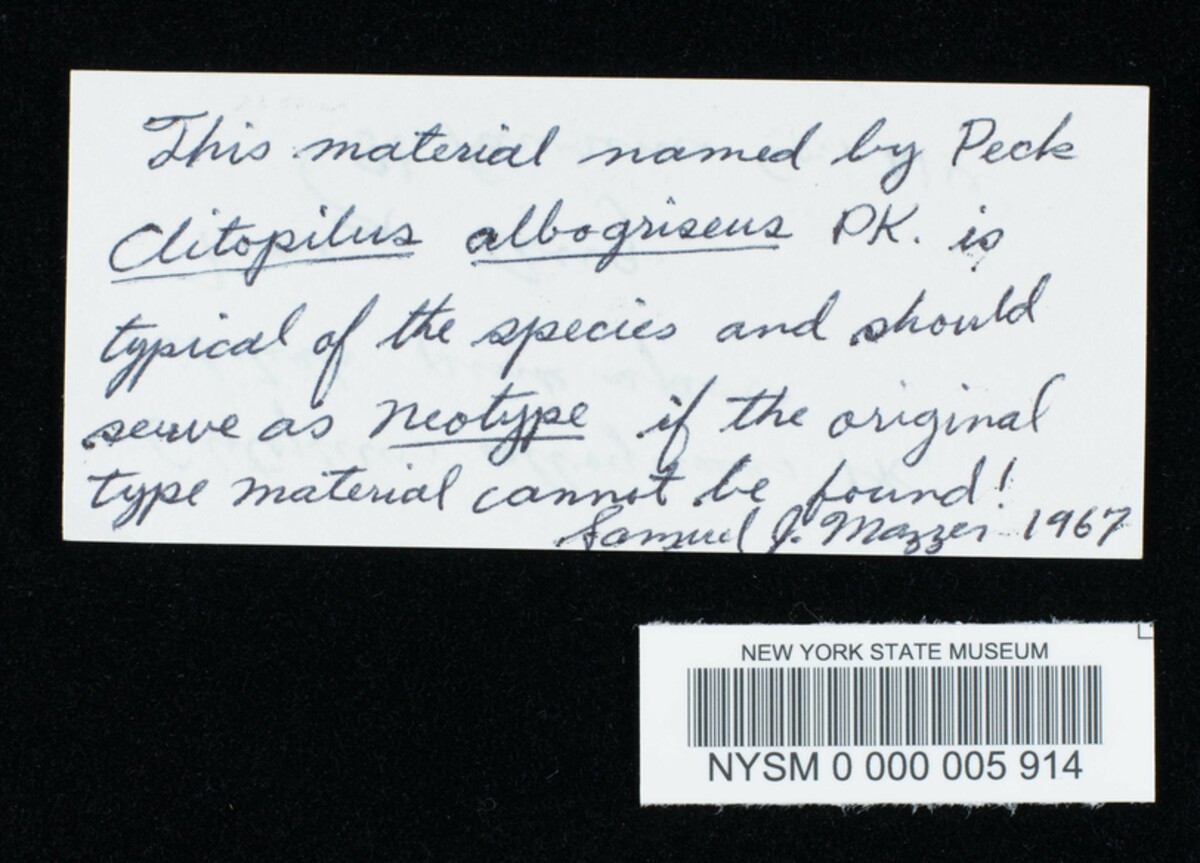 This material named by Peck
Clitopilus albogriseus PK. is
typical of the species and should
serve as Neotype if the original
type material cannot be found!
Samuel J. Mazzer 1967
NEW YORK STATE MUSEUM
NYSM 0 000 005 914